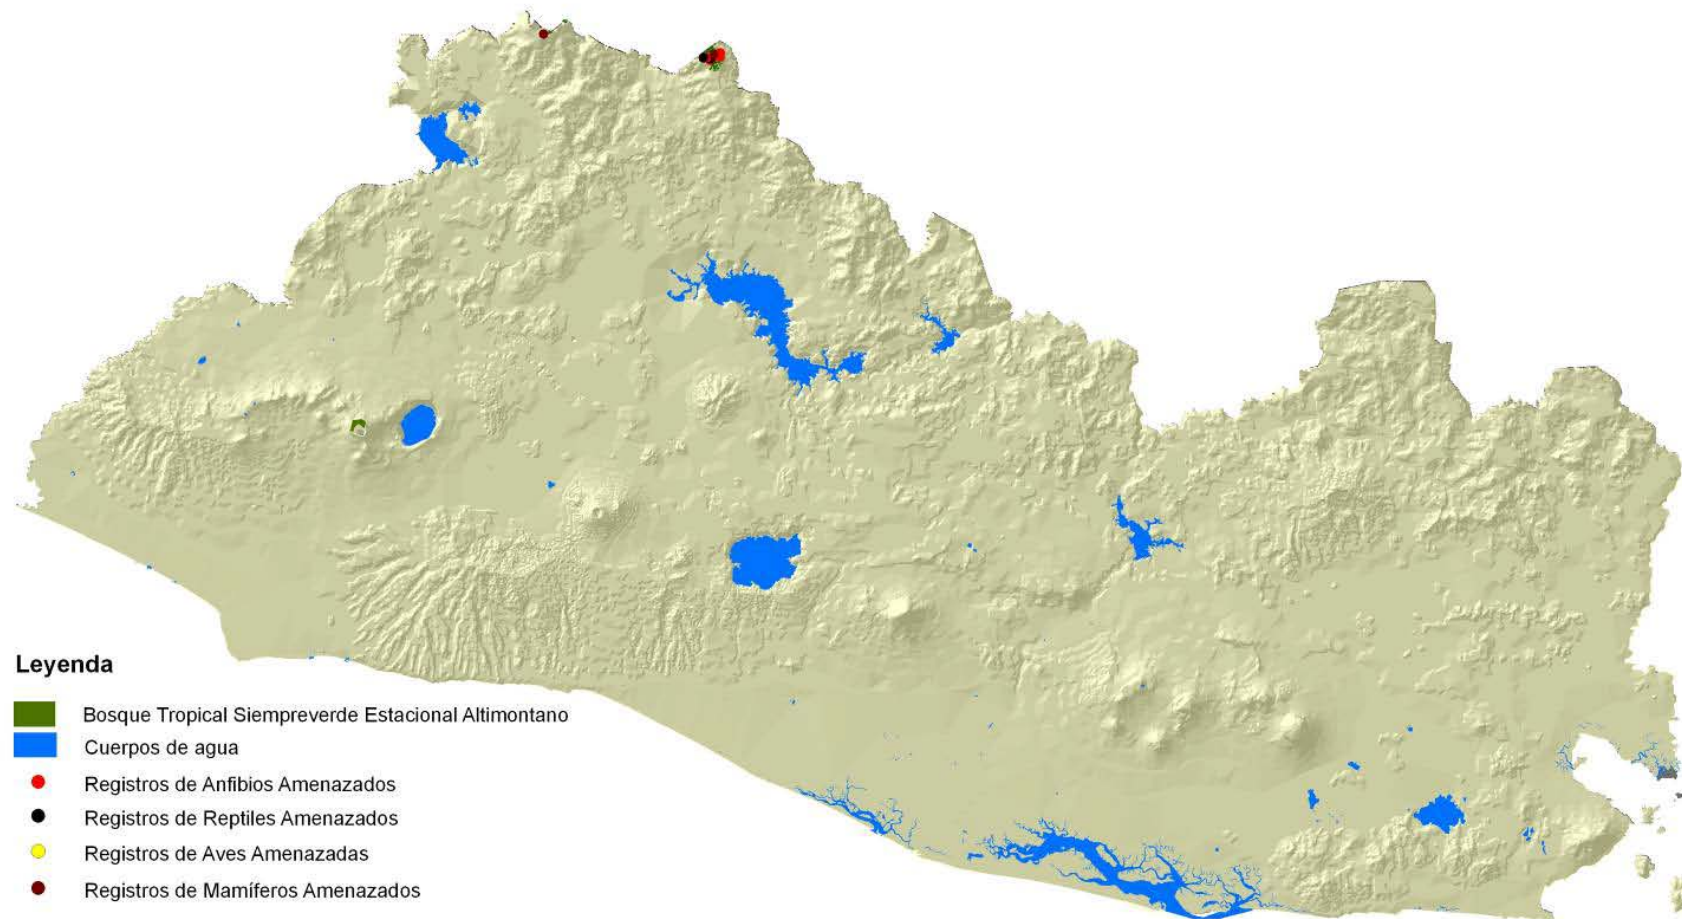 Leyenda
Bosque Tropical Siempreverde Estacional Altimontano
Cuerpos de agua
Registros de Anfibios Amenazados
Registros de Reptiles Amenazados
Registros de Aves Amenazadas
Registros de Mamíferos Amenazados